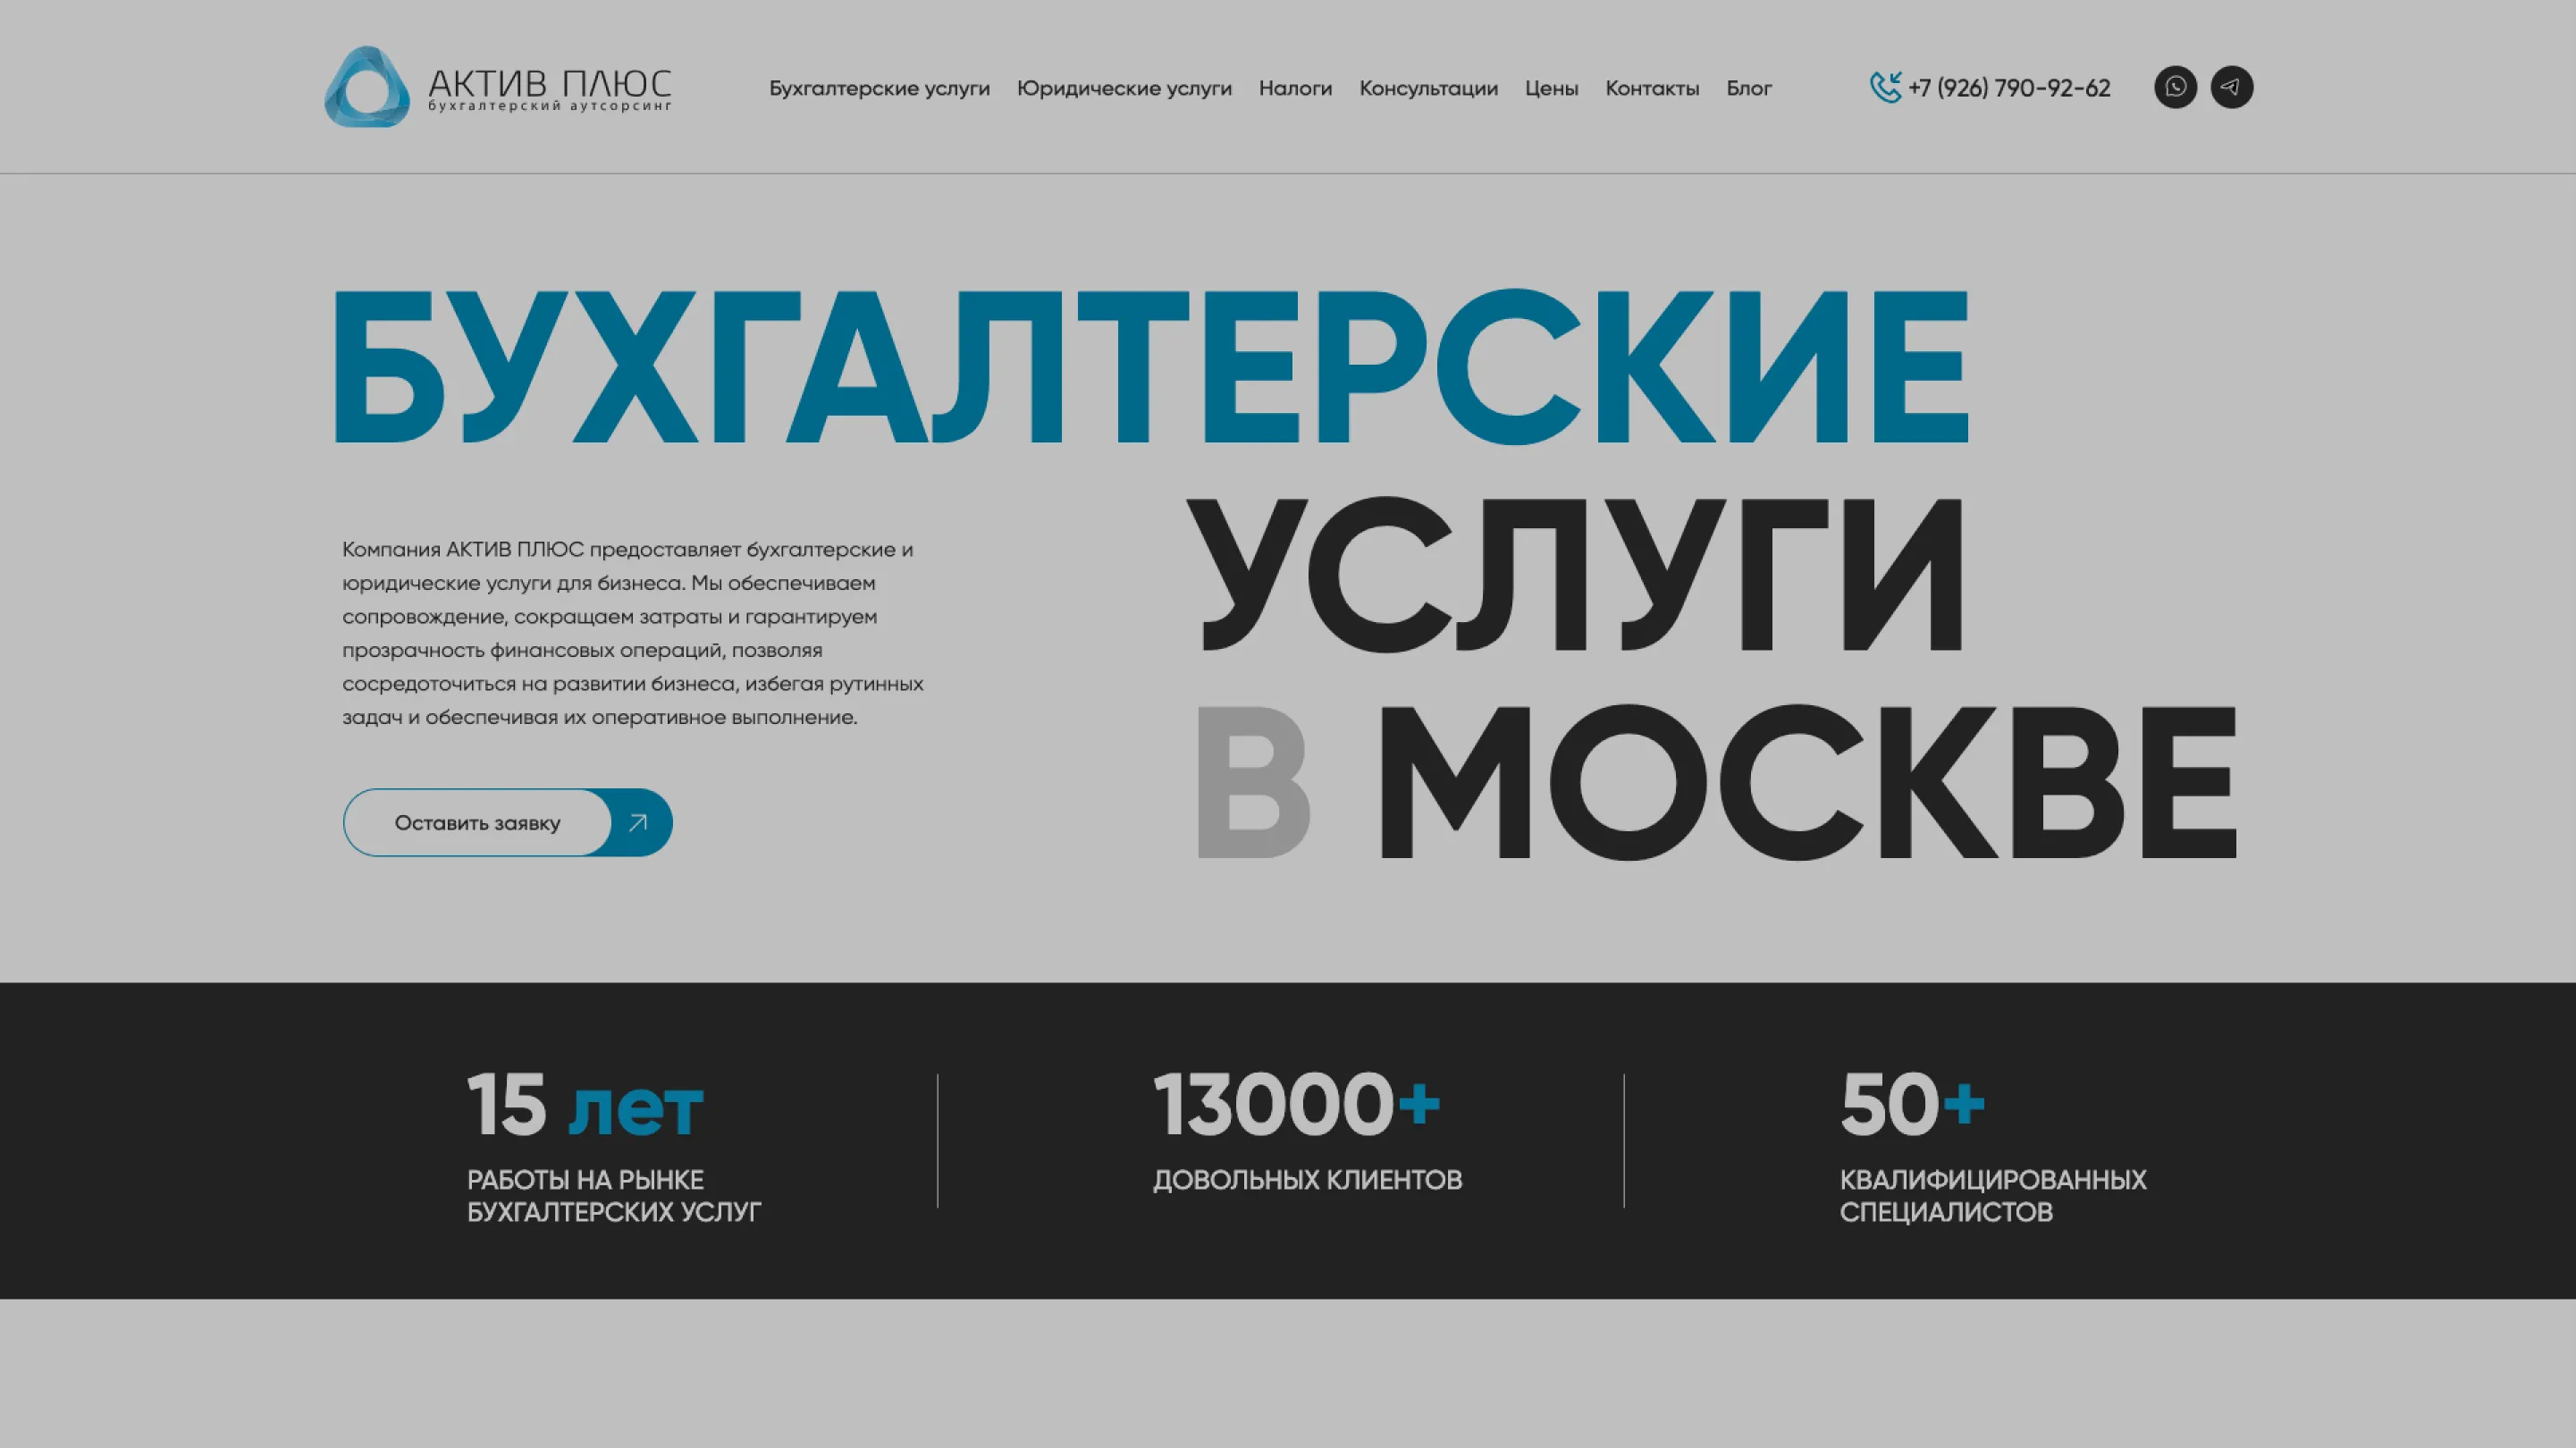 АКТИВ ПЛЮС
бухгалтерский аутсорсинг
Бухгалтерские услуги Юридические услуги Налоги Консультации Цены Контакты Блог
+7 (926) 790-92-62
БУХГАЛТЕРСКИЕ
УСЛУГИ
В МОСКВЕ
Компания АКТИВ ПЛЮС предоставляет бухгалтерские и
юридические услуги для бизнеса. Мы обеспечиваем
сопровождение, сокращаем затраты и гарантируем
прозрачность финансовых операций, позволяя
сосредоточиться на развитии бизнеса, избегая рутинных
задач и обеспечивая их оперативное выполнение.
Оставить заявку
15 лет
РАБОТЫ НА РЫНКЕ
БУХГАЛТЕРСКИХ УСЛУГ
13000+
ДОВОЛЬНЫХ КЛИЕНТОВ
50+
КВАЛИФИЦИРОВАННЫХ
СПЕЦИАЛИСТОВ